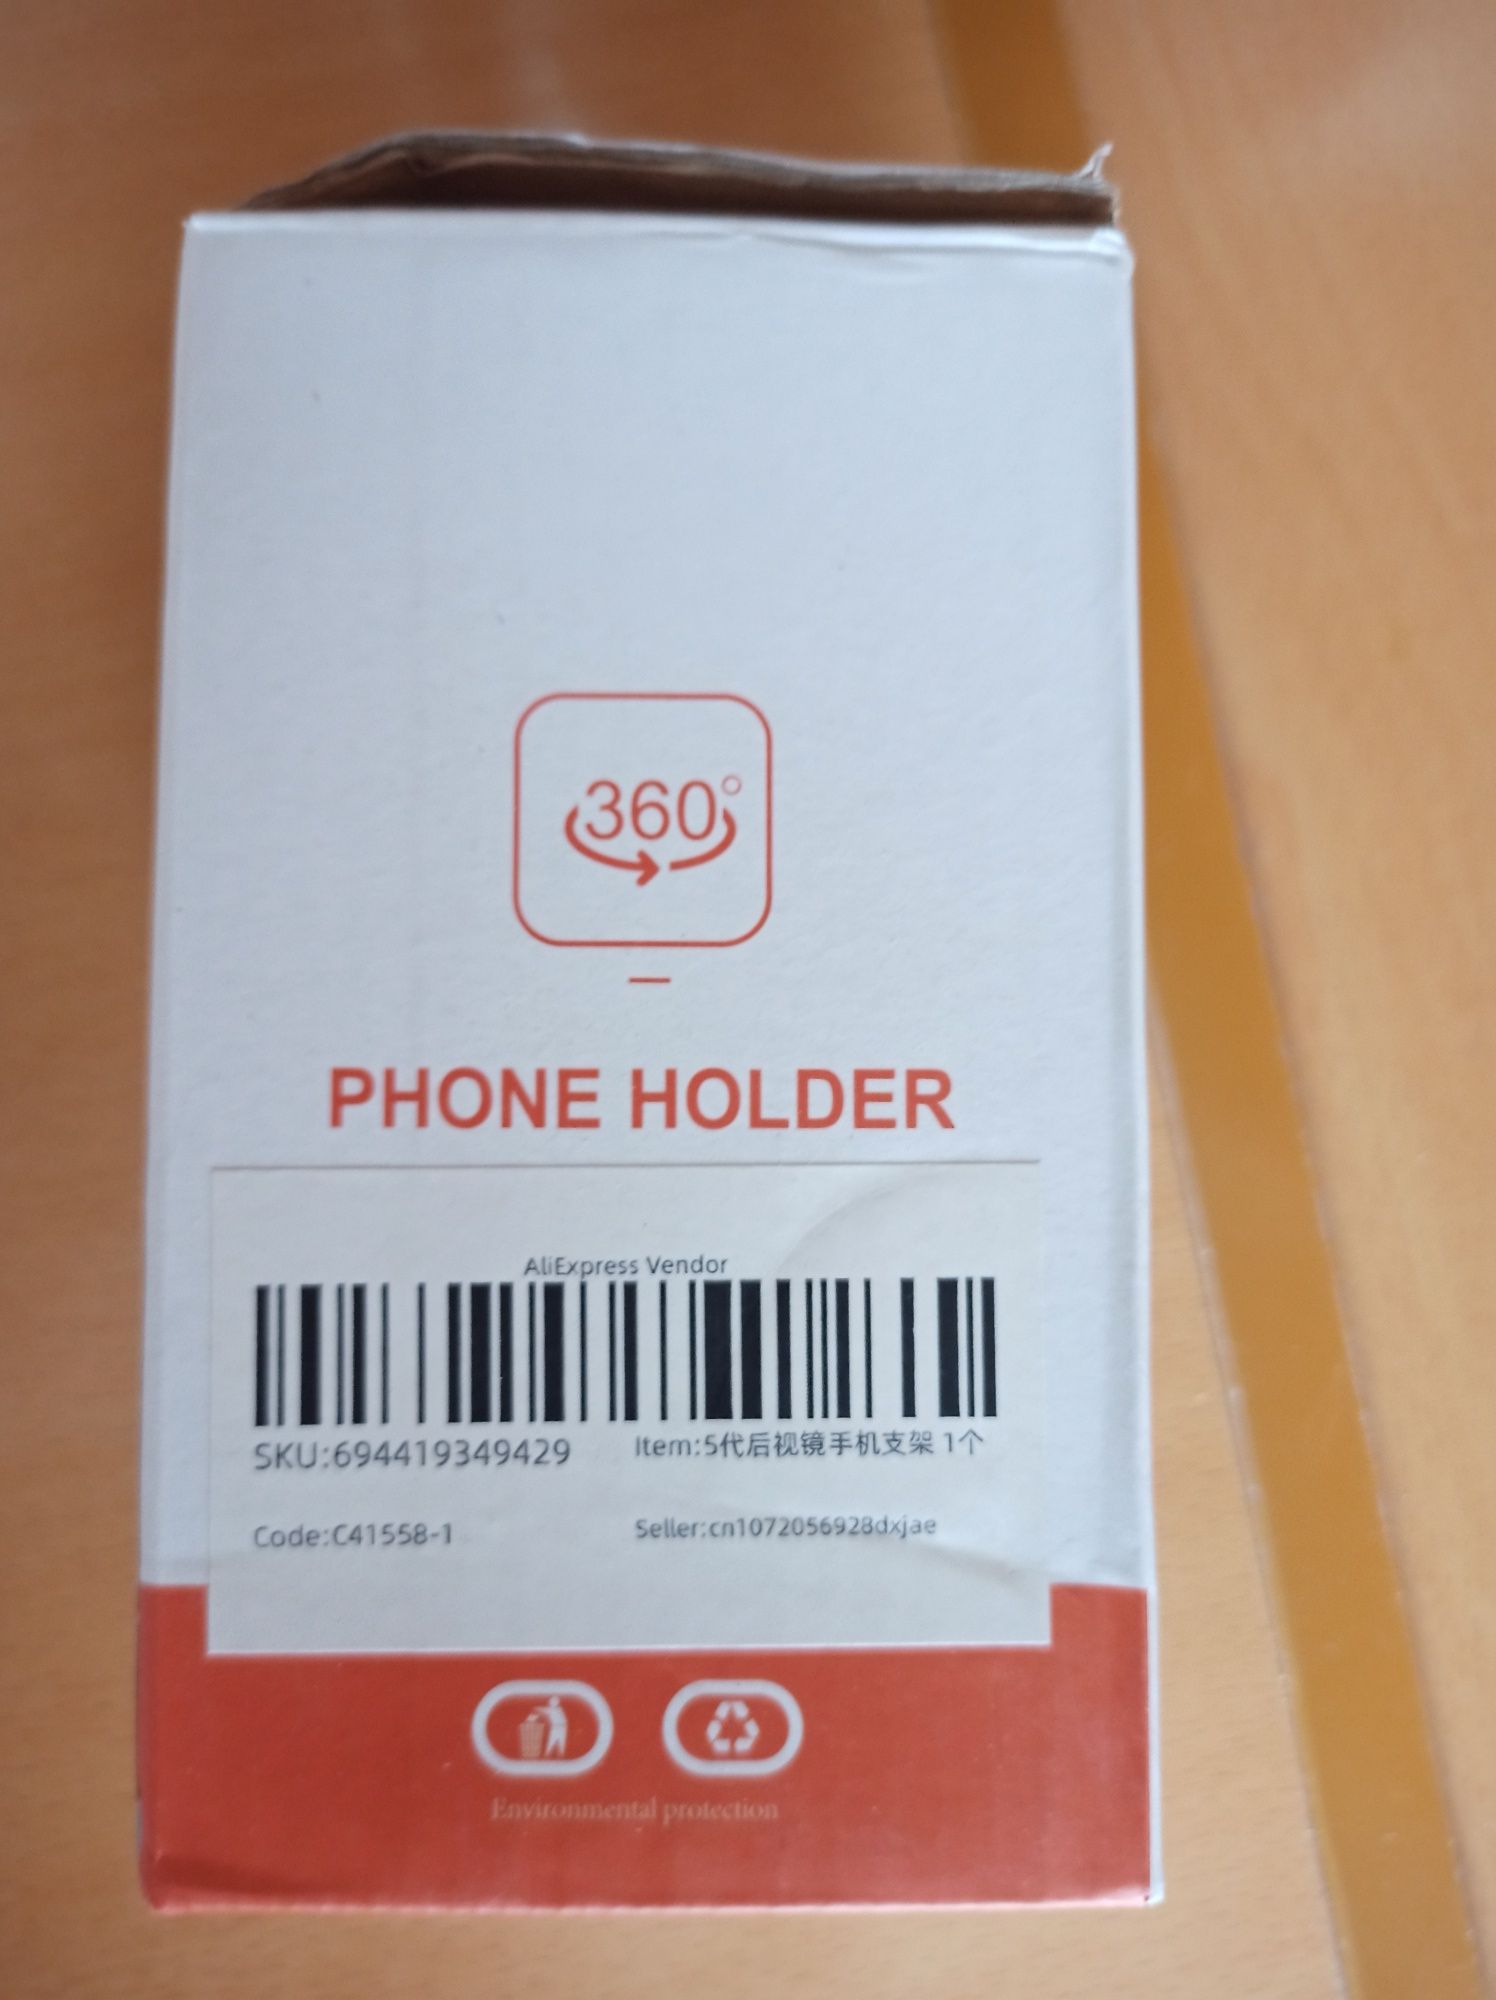 360°
PHONE HOLDER
AliExpress Vendor
SKU:694419349429
Item:5代后视镜手机支架 1个
Code:C41558-1
Seller:cn1072056928dxjae
Environmental protection